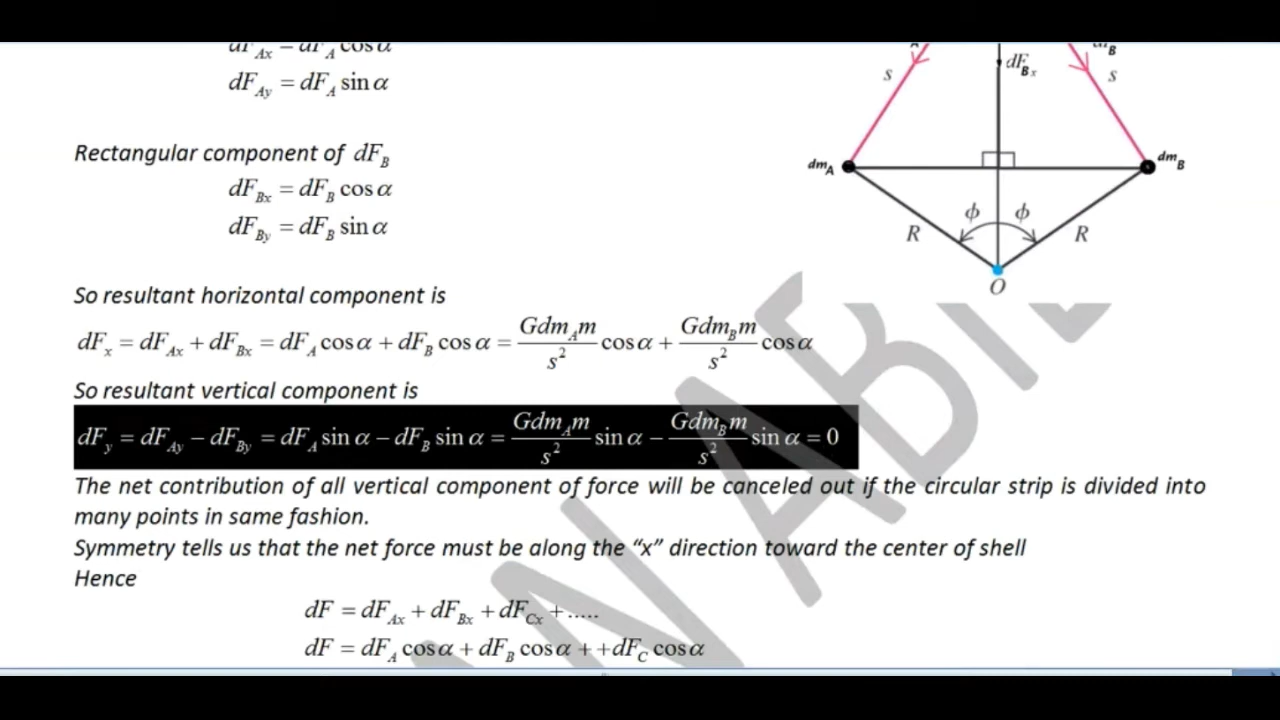 dF_Ax = dF_A cos α
dF_Ay = dF_A sin α
Rectangular component of dF_B
dF_Bx = dF_B cos α
dF_By = dF_B sin α
So resultant horizontal component is
dF_x = dF_Ax + dF_Bx = dF_A cos α + dF_B cos α = Gdm_A m / s² cos α + Gdm_B m / s² cos α
So resultant vertical component is
dF_y = dF_Ay − dF_By = dF_A sin α − dF_B sin α = Gdm_A m / s² sin α − Gdm_B m / s² sin α = 0
The net contribution of all vertical component of force will be canceled out if the circular strip is divided into
many points in same fashion.
Symmetry tells us that the net force must be along the “x” direction toward the center of shell
Hence
dF = dF_Ax + dF_Bx + dF_Cx + .....
dF = dF_A cos α + dF_B cos α + +dF_C cos α
dF_Bx
s
s
dm_A
dm_B
ϕ
ϕ
R
R
O